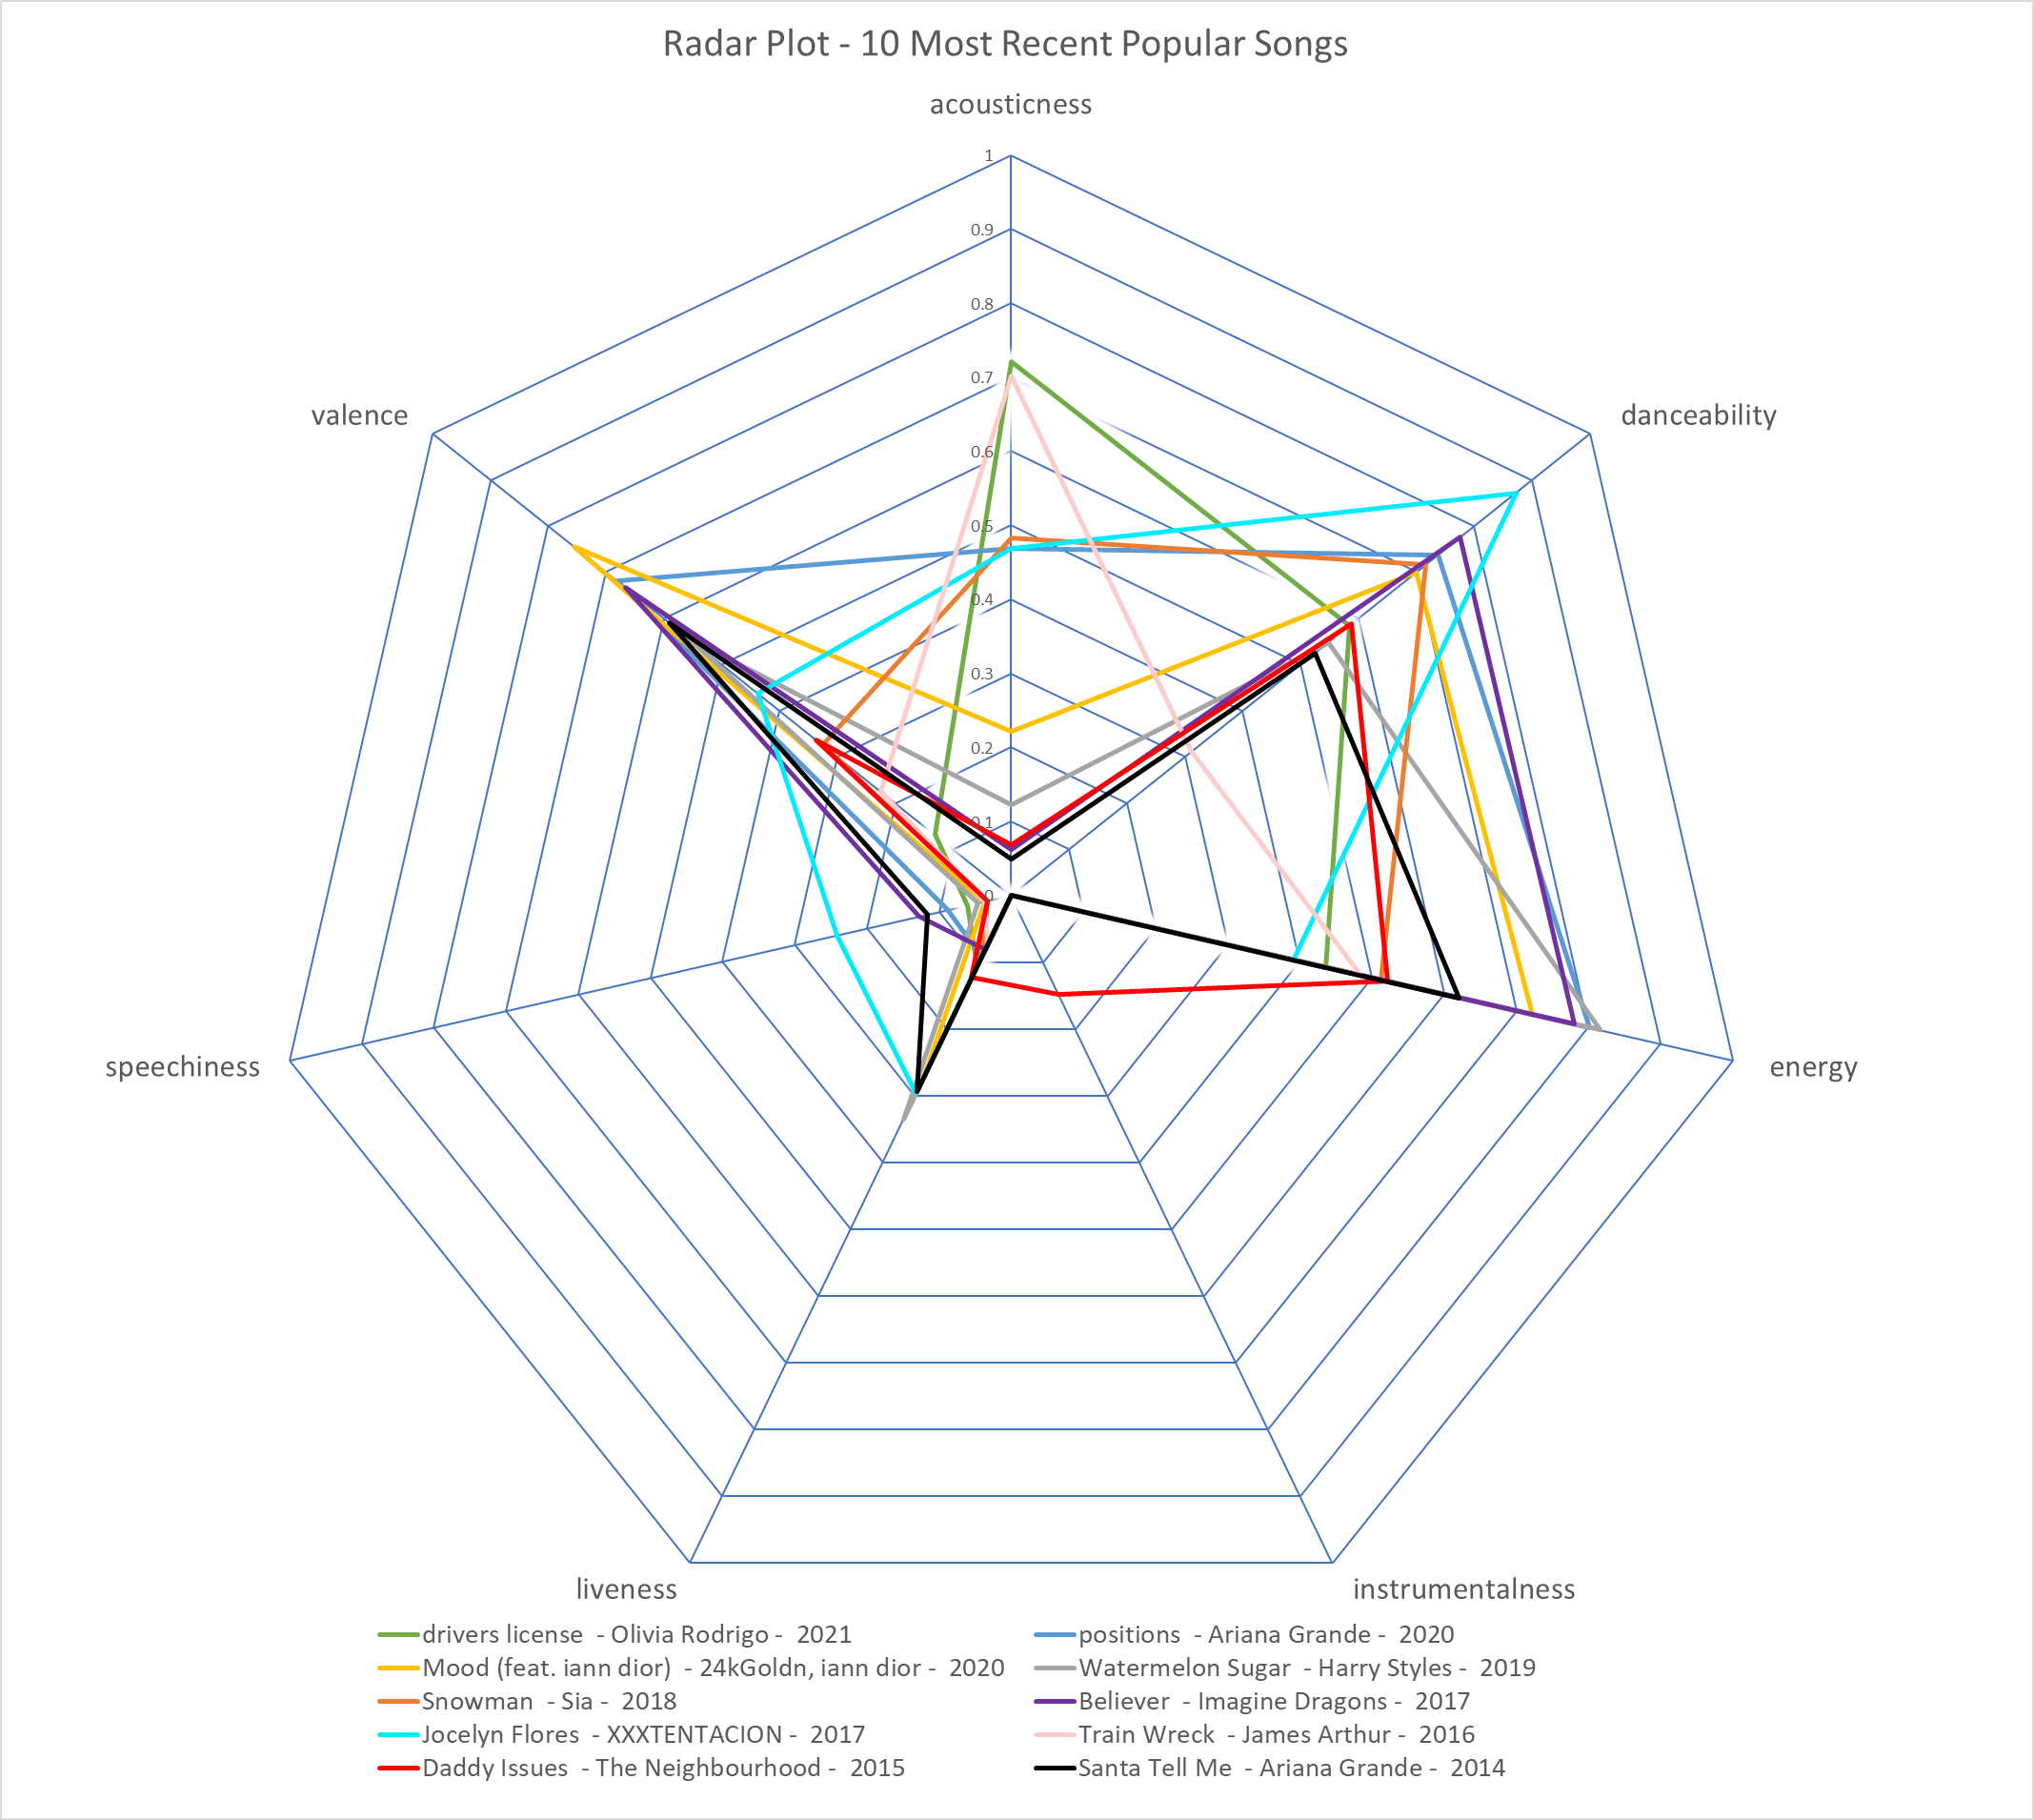 Radar Plot - 10 Most Recent Popular Songs
acousticness
1
0.9
0.8
0.7
0.6
0.5
0.4
0.3
0.2
0.1
0
danceability
energy
instrumentalness
liveness
speechiness
valence
drivers license - Olivia Rodrigo - 2021
positions - Ariana Grande - 2020
Mood (feat. iann dior) - 24kGoldn, iann dior - 2020
Watermelon Sugar - Harry Styles - 2019
Snowman - Sia - 2018
Believer - Imagine Dragons - 2017
Jocelyn Flores - XXXTENTACION - 2017
Train Wreck - James Arthur - 2016
Daddy Issues - The Neighbourhood - 2015
Santa Tell Me - Ariana Grande - 2014